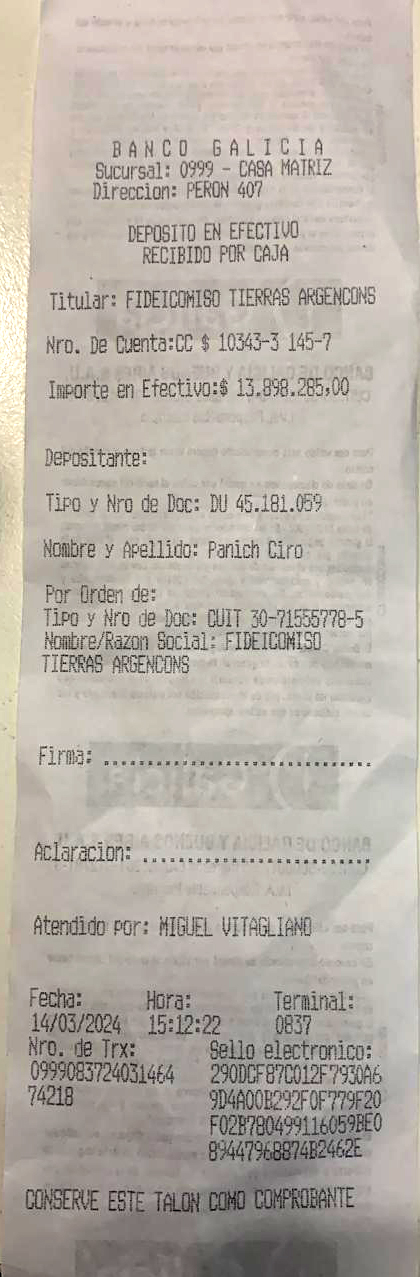 BANCO GALICIA
Sucursal: 0999 - CASA MATRIZ
Direccion: PERON 407
DEPOSITO EN EFECTIVO
RECIBIDO POR CAJA
Titular: FIDEICOMISO TIERRAS ARGENCONS
Nro. De Cuenta:CC $ 10343-3 145-7
Importe en Efectivo:$ 13.898.285,00
Depositante:
Tipo y Nro de Doc: DU 45.181.059
Nombre y Apellido: Panich Ciro
Por Orden de:
Tipo y Nro de Doc: CUIT 30-71555778-5
Nombre/Razon Social: FIDEICOMISO
TIERRAS ARGENCONS
Firma: ................................
Aclaracion: ...........................
Atendido por: MIGUEL VITAGLIANO
Fecha: Hora: Terminal:
14/03/2024 15:12:22 0837
Nro. de Trx: Sello electronico:
0999083724031464 290DCF87C012F7930A6
74218 9D4A00B292F0F779F20
F02B780499116059BE0
89447968874B2462E
CONSERVE ESTE TALON COMO COMPROBANTE